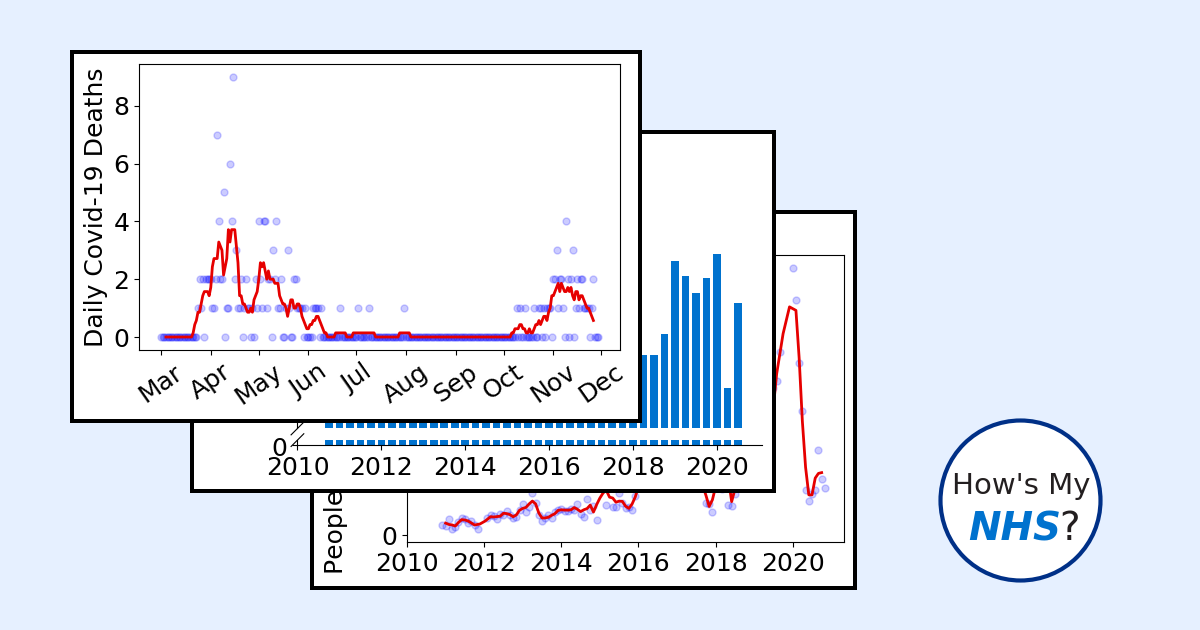 Daily Covid-19 Deaths
8
6
4
2
0
Mar Apr May Jun Jul Aug Sep Oct Nov Dec
0
2010 2012 2014 2016 2018 2020
People
0
2010 2012 2014 2016 2018 2020
How's My
NHS?